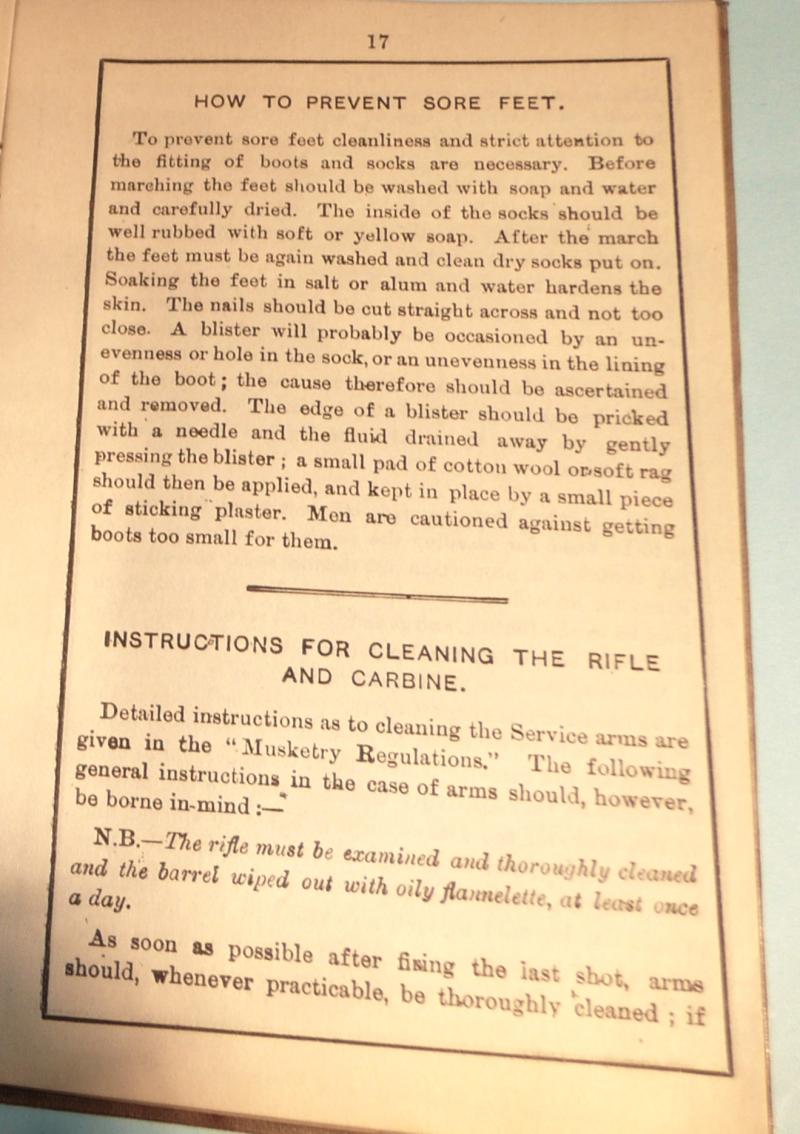 17
HOW TO PREVENT SORE FEET.
To prevent sore feet cleanliness and strict attention to
the fitting of boots and socks are necessary. Before
marching the feet should be washed with soap and water
and carefully dried. The inside of the socks should be
well rubbed with soft or yellow soap. After the march
the feet must be again washed and clean dry socks put on.
Soaking the feet in salt or alum and water hardens the
skin. The nails should be cut straight across and not too
close. A blister will probably be occasioned by an un-
evenness or hole in the sock, or an unevenness in the lining
of the boot; the cause therefore should be ascertained
and removed. The edge of a blister should be pricked
with a needle and the fluid drained away by gently
pressing the blister; a small pad of cotton wool or soft rag
should then be applied, and kept in place by a small piece
of sticking plaster. Men are cautioned against getting
boots too small for them.
INSTRUCTIONS FOR CLEANING THE RIFLE
AND CARBINE.
Detailed instructions as to cleaning the Service arms are
given in the "Musketry Regulations." The following
general instructions in the case of arms should, however,
be borne in-mind :—
N.B.—The rifle must be examined and thoroughly cleaned
and the barrel wiped out with oily flannelette, at least once
a day.
As soon as possible after firing the last shot, arms
should, whenever practicable, be thoroughly cleaned; if